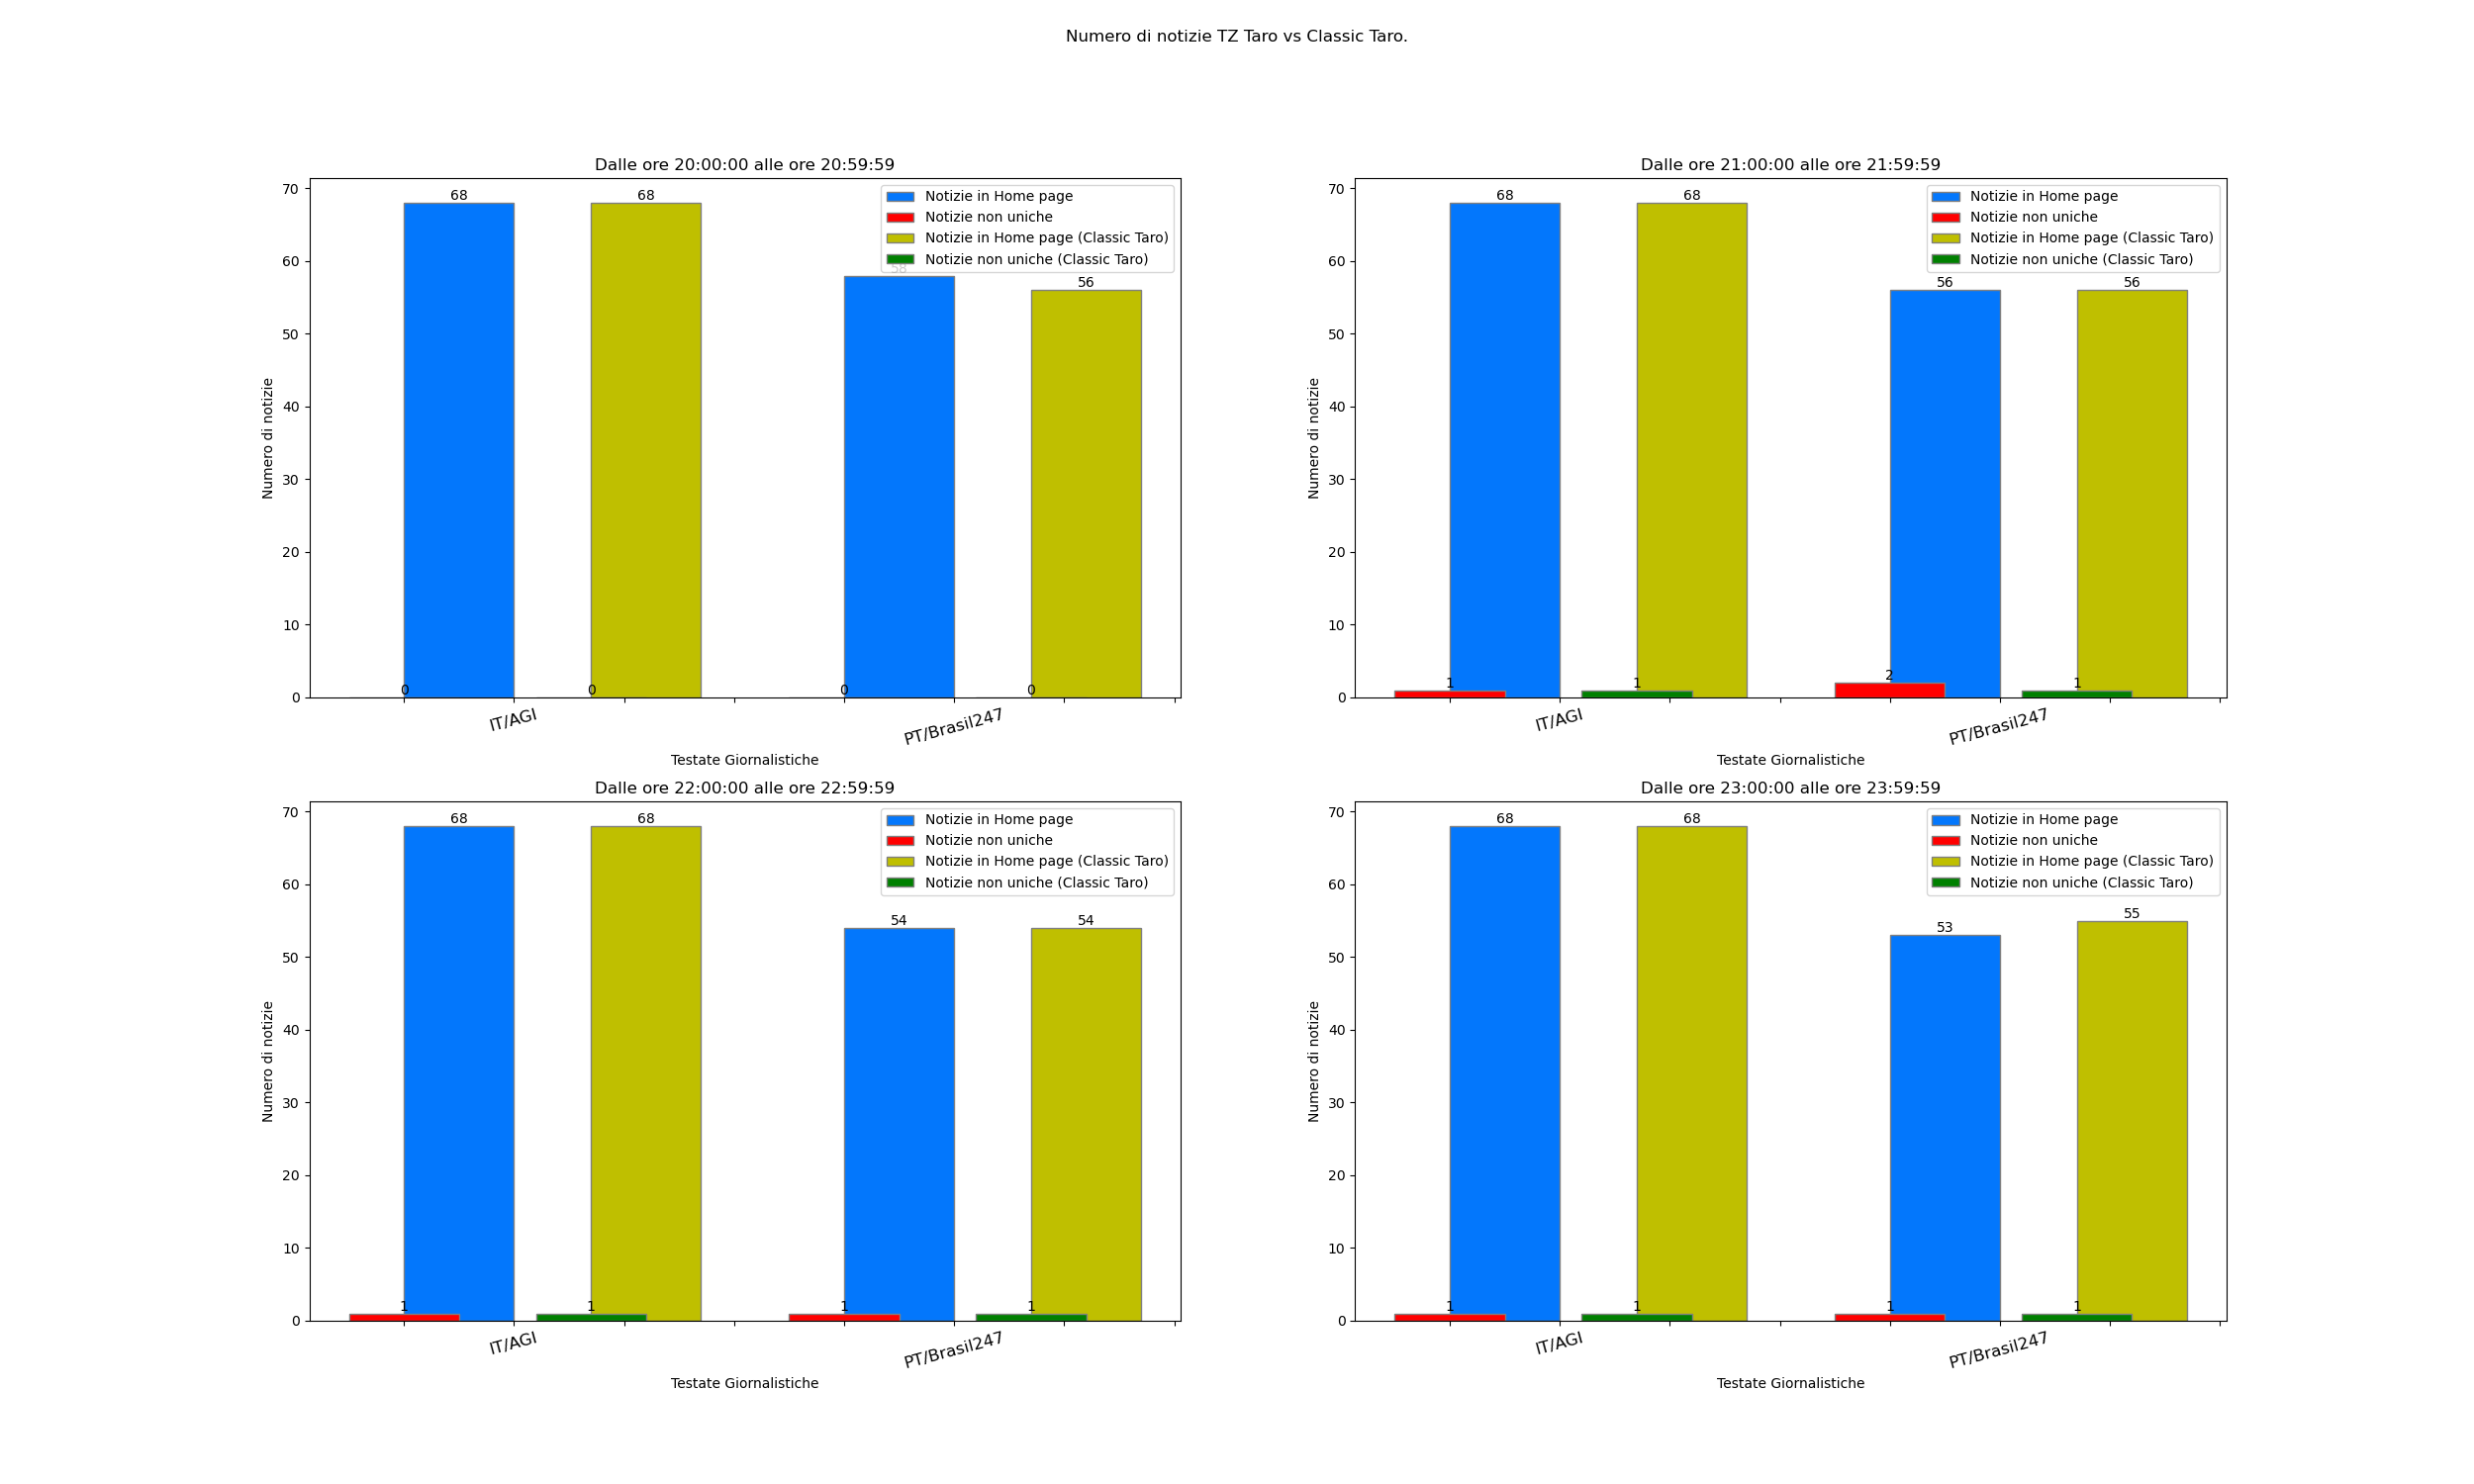 Numero di notizie TZ Taro vs Classic Taro.
Dalle ore 20:00:00 alle ore 20:59:59
Numero di notizie
70
60
50
40
30
20
10
0
68
68
58
56
0
0
0
0
Notizie in Home page
Notizie non uniche
Notizie in Home page (Classic Taro)
Notizie non uniche (Classic Taro)
IT/AGI
PT/Brasil247
Testate Giornalistiche
Dalle ore 21:00:00 alle ore 21:59:59
Numero di notizie
70
60
50
40
30
20
10
0
68
68
56
56
1
1
2
1
Notizie in Home page
Notizie non uniche
Notizie in Home page (Classic Taro)
Notizie non uniche (Classic Taro)
IT/AGI
PT/Brasil247
Testate Giornalistiche
Dalle ore 22:00:00 alle ore 22:59:59
Numero di notizie
70
60
50
40
30
20
10
0
68
68
54
54
1
1
1
1
Notizie in Home page
Notizie non uniche
Notizie in Home page (Classic Taro)
Notizie non uniche (Classic Taro)
IT/AGI
PT/Brasil247
Testate Giornalistiche
Dalle ore 23:00:00 alle ore 23:59:59
Numero di notizie
70
60
50
40
30
20
10
0
68
68
53
55
1
1
1
1
Notizie in Home page
Notizie non uniche
Notizie in Home page (Classic Taro)
Notizie non uniche (Classic Taro)
IT/AGI
PT/Brasil247
Testate Giornalistiche